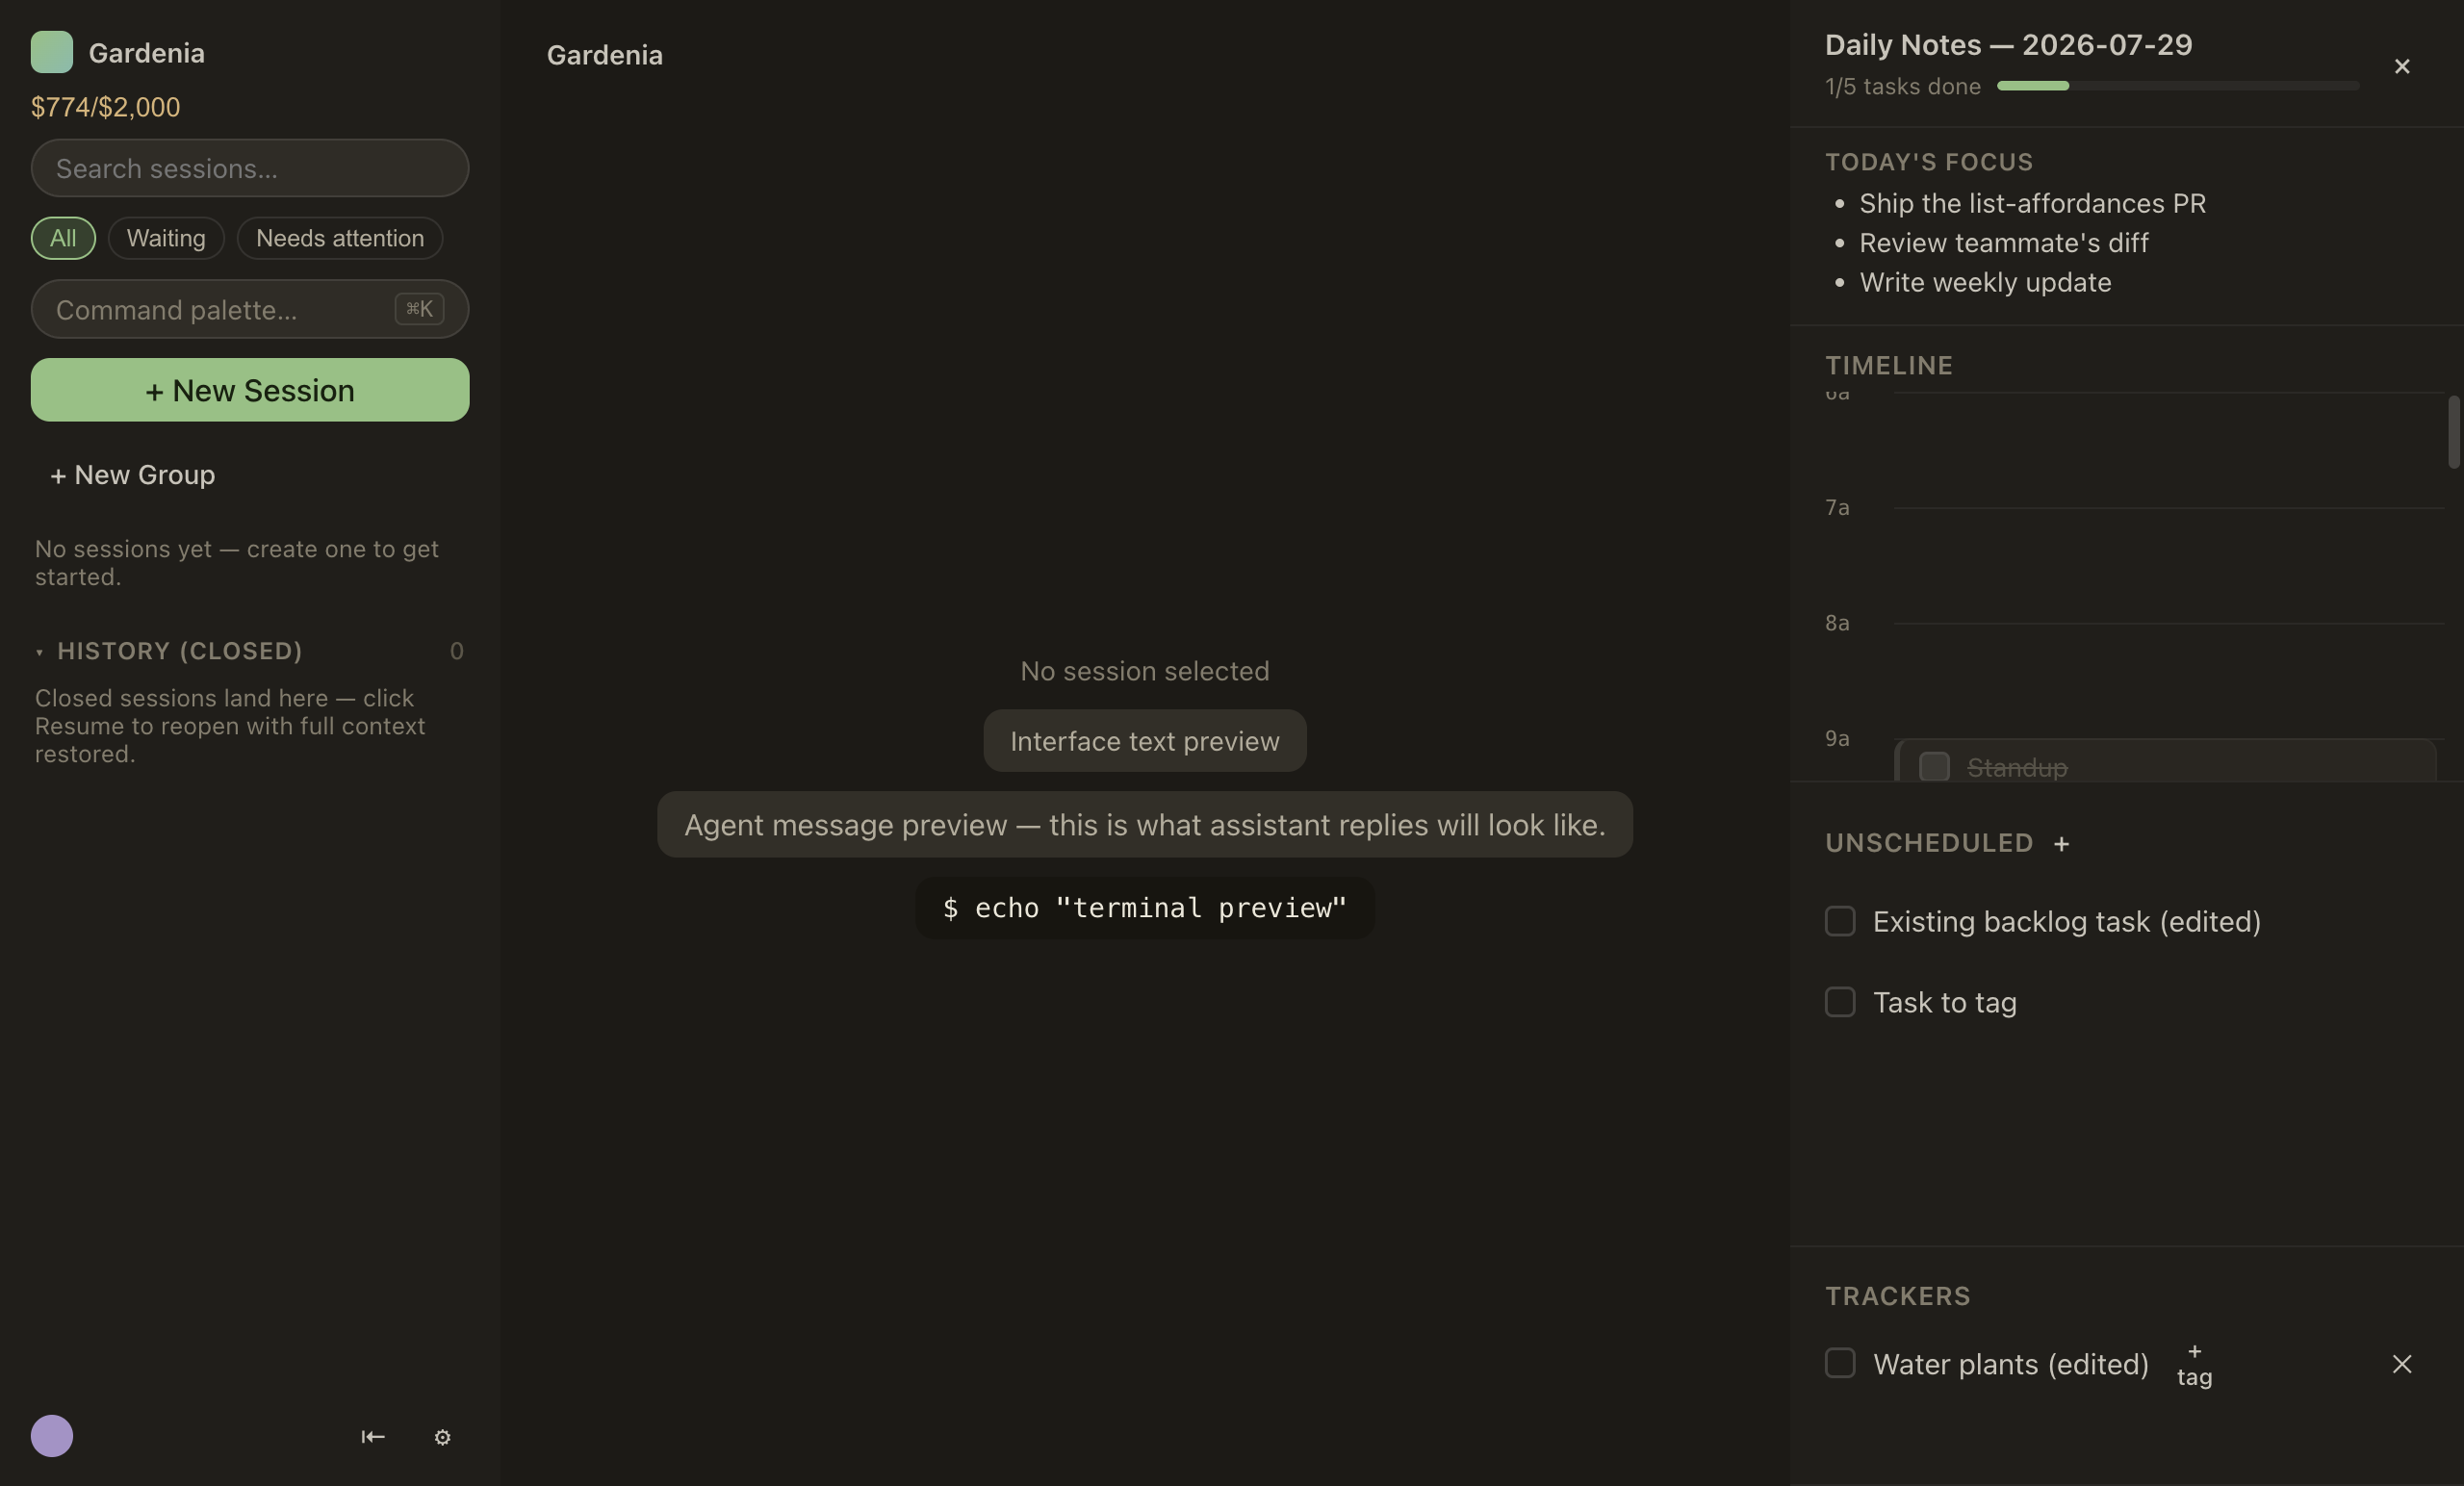 Gardenia
$774/$2,000
Search sessions...
All
Waiting
Needs attention
Command palette...
⌘K
+ New Session
+ New Group
No sessions yet — create one to get
started.
HISTORY (CLOSED)
0
Closed sessions land here — click
Resume to reopen with full context
restored.
Gardenia
No session selected
Interface text preview
Agent message preview — this is what assistant replies will look like.
$ echo "terminal preview"
Daily Notes — 2026-07-29
1/5 tasks done
TODAY'S FOCUS
• Ship the list-affordances PR
• Review teammate's diff
• Write weekly update
TIMELINE
6a
7a
8a
9a
Standup
UNSCHEDULED +
Existing backlog task (edited)
Task to tag
TRACKERS
Water plants (edited)
+
tag